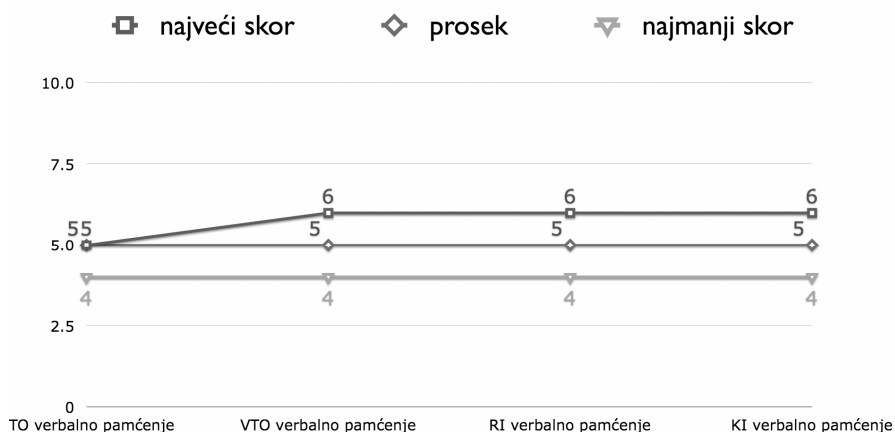 najveći skor prosek najmanji skor
10.0
7.5
6 6 6
55 5 5 5
5.0
4 4 4 4
2.5
0
TO verbalno pamćenje VTO verbalno pamćenje RI verbalno pamćenje KI verbalno pamćenje